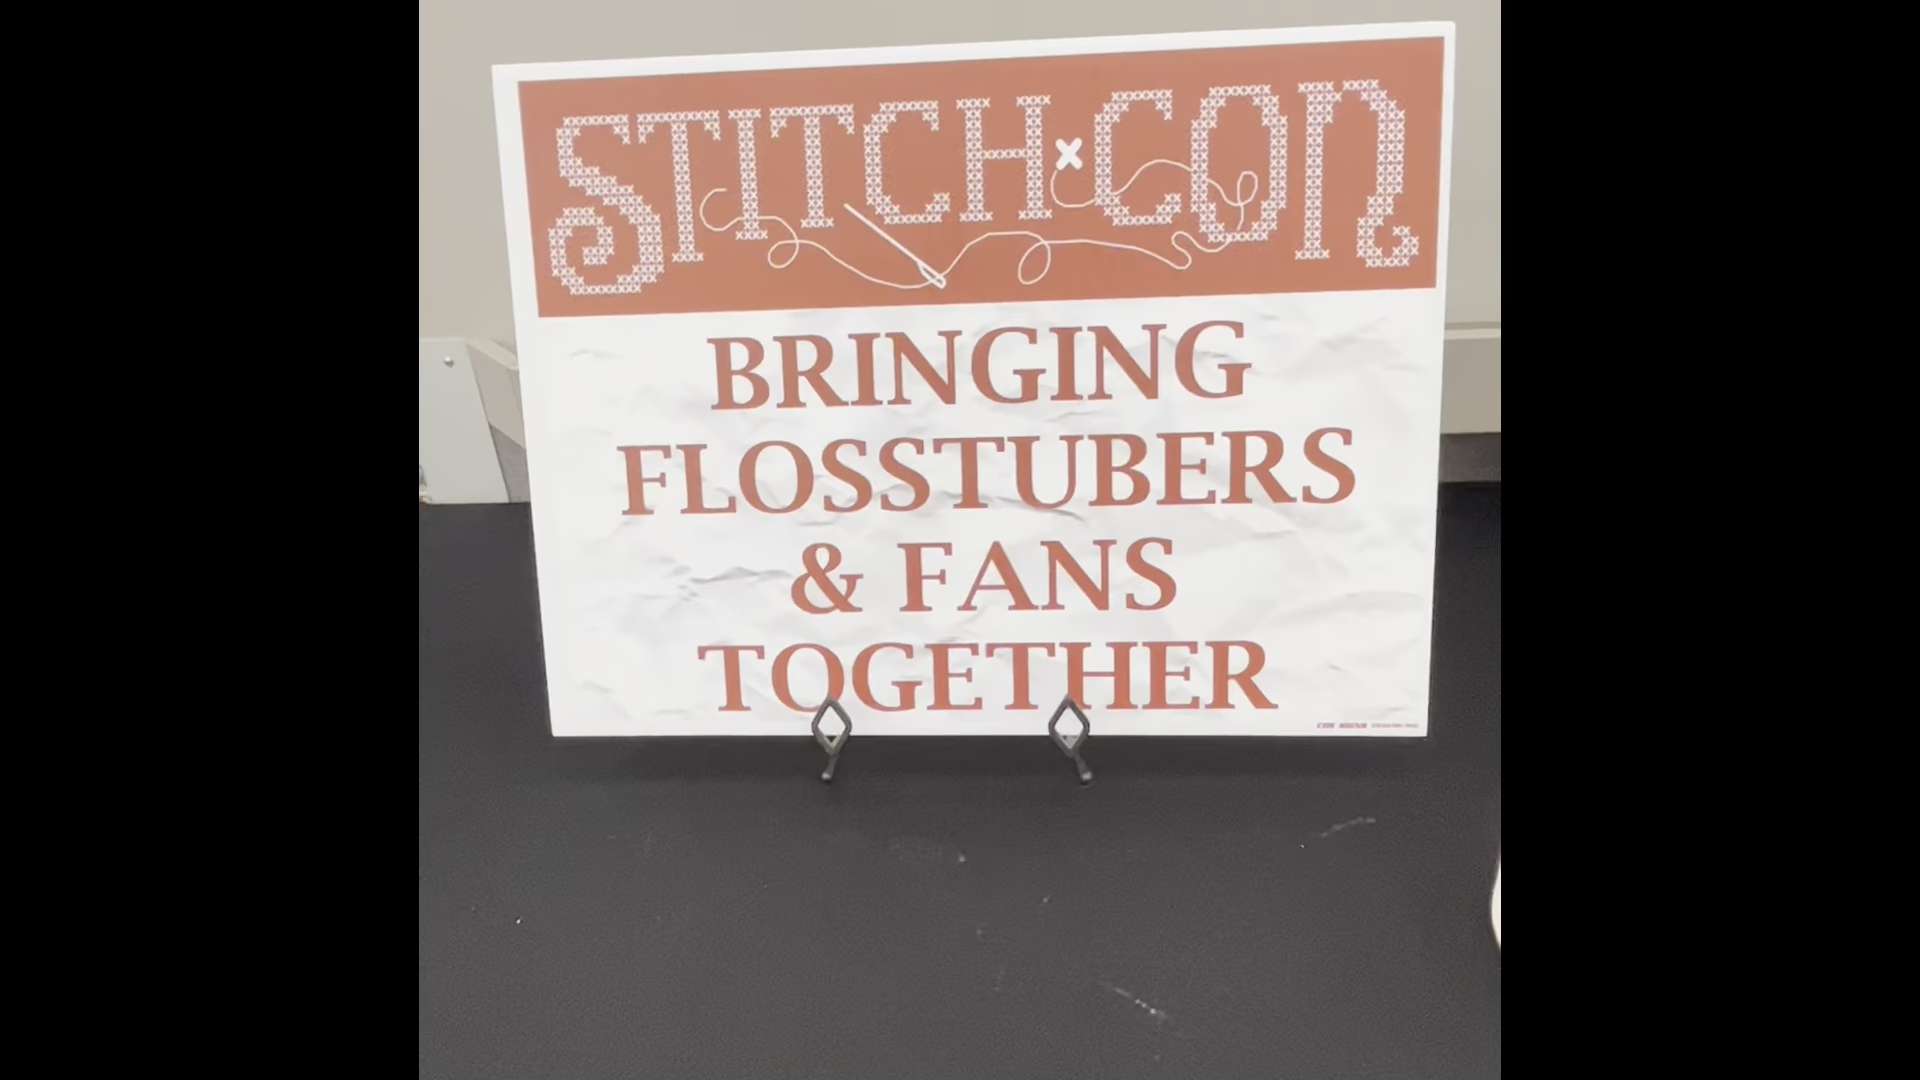 STITCH×CON
BRINGING
FLOSSTUBERS
& FANS
TOGETHER